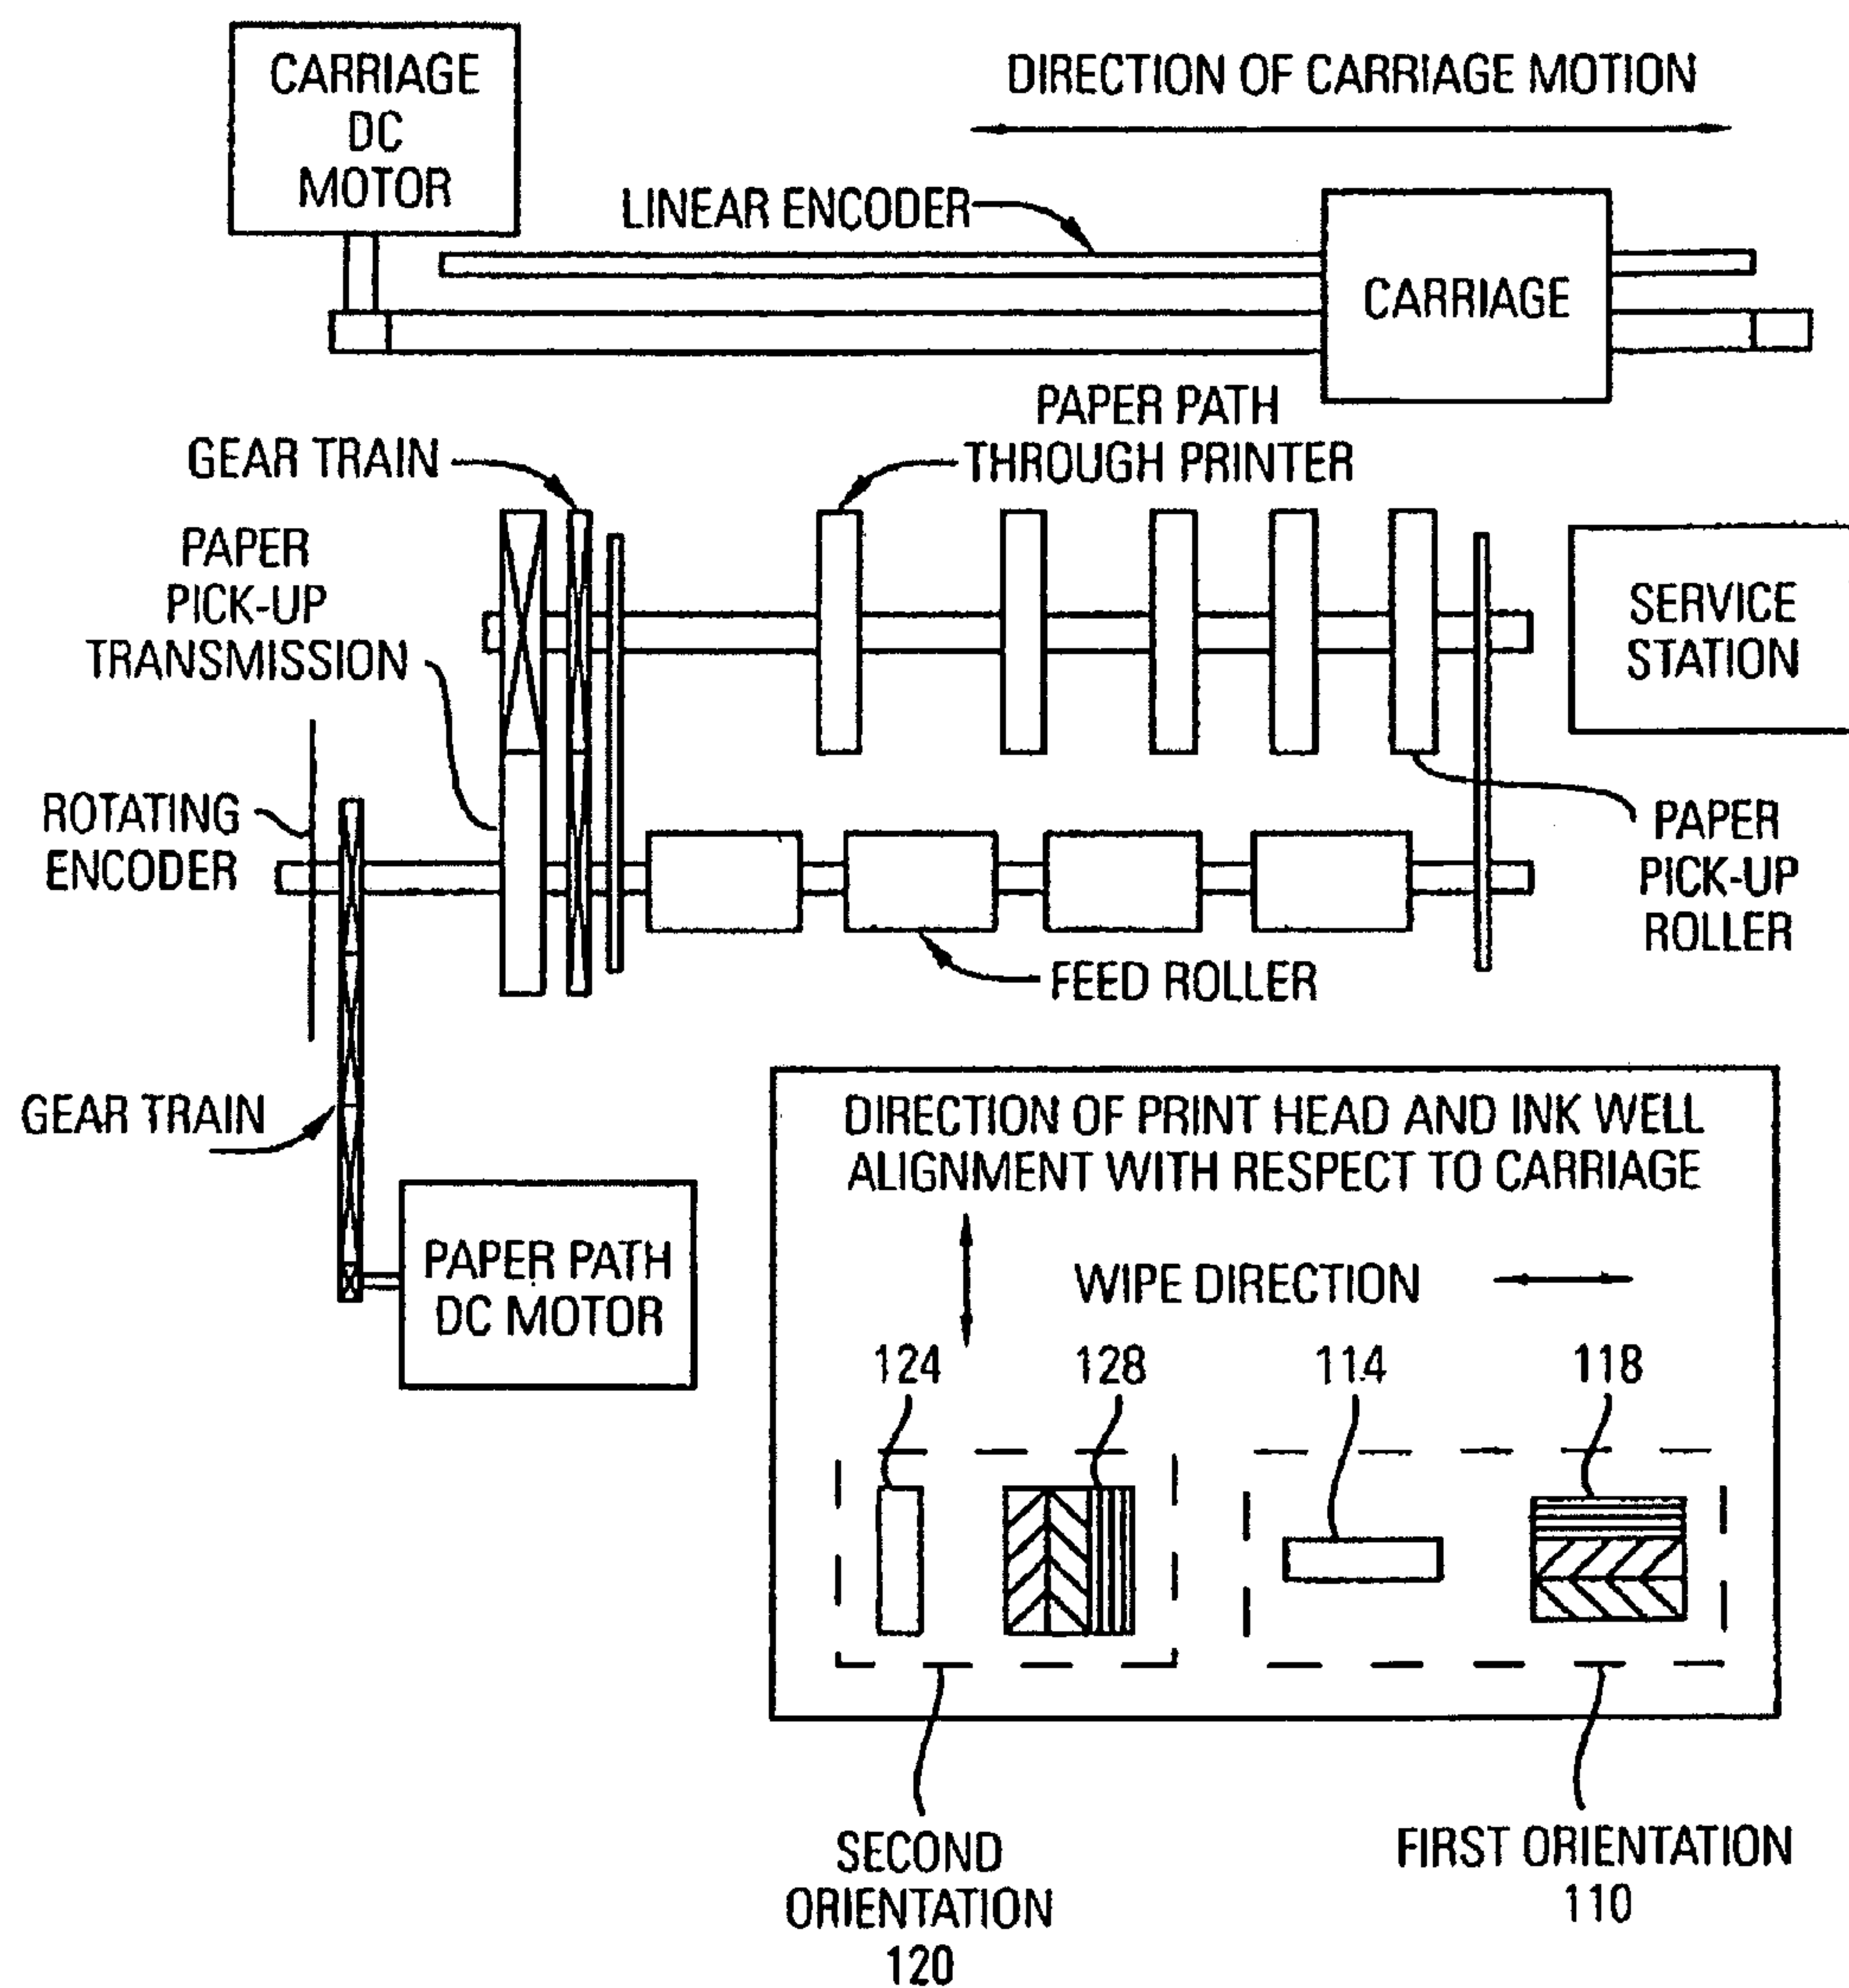 CARRIAGE
DC
MOTOR
DIRECTION OF CARRIAGE MOTION
LINEAR ENCODER
CARRIAGE
PAPER PATH
THROUGH PRINTER
GEAR TRAIN
PAPER
PICK-UP
TRANSMISSION
SERVICE
STATION
ROTATING
ENCODER
PAPER
PICK-UP
ROLLER
FEED ROLLER
GEAR TRAIN
PAPER PATH
DC MOTOR
DIRECTION OF PRINT HEAD AND INK WELL
ALIGNMENT WITH RESPECT TO CARRIAGE
WIPE DIRECTION
124
128
114
118
SECOND
ORIENTATION
120
FIRST ORIENTATION
110